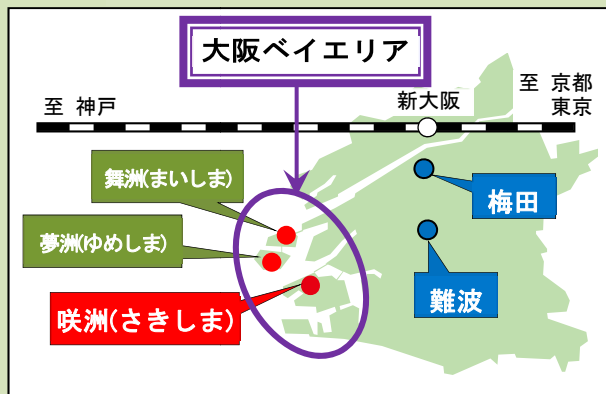 大阪ベイエリア
至 神戸
新大阪
至 京都
東京
舞洲(まいしま)
梅田
夢洲(ゆめしま)
難波
咲洲(さきしま)